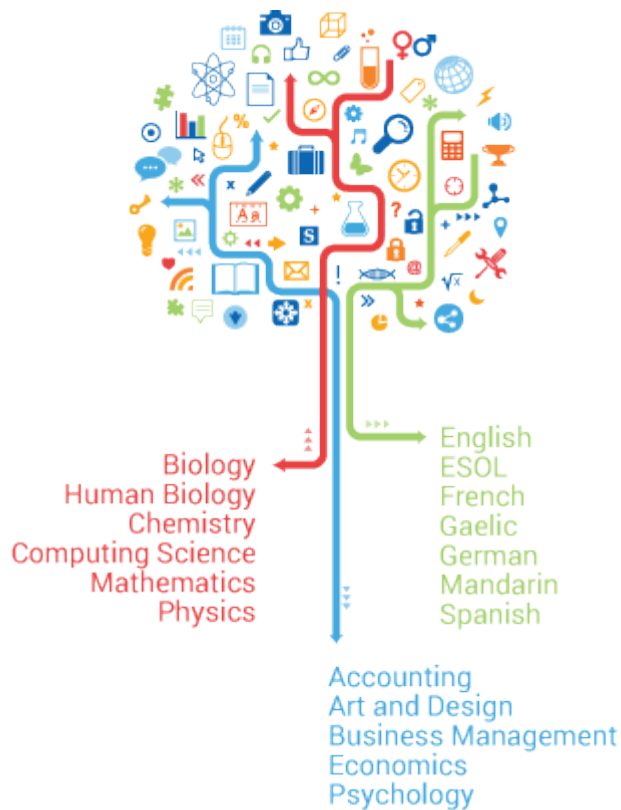 %
x
Aa
S
+
?
+
@
!
√x
x
Biology
Human Biology
Chemistry
Computing Science
Mathematics
Physics
English
ESOL
French
Gaelic
German
Mandarin
Spanish
Accounting
Art and Design
Business Management
Economics
Psychology